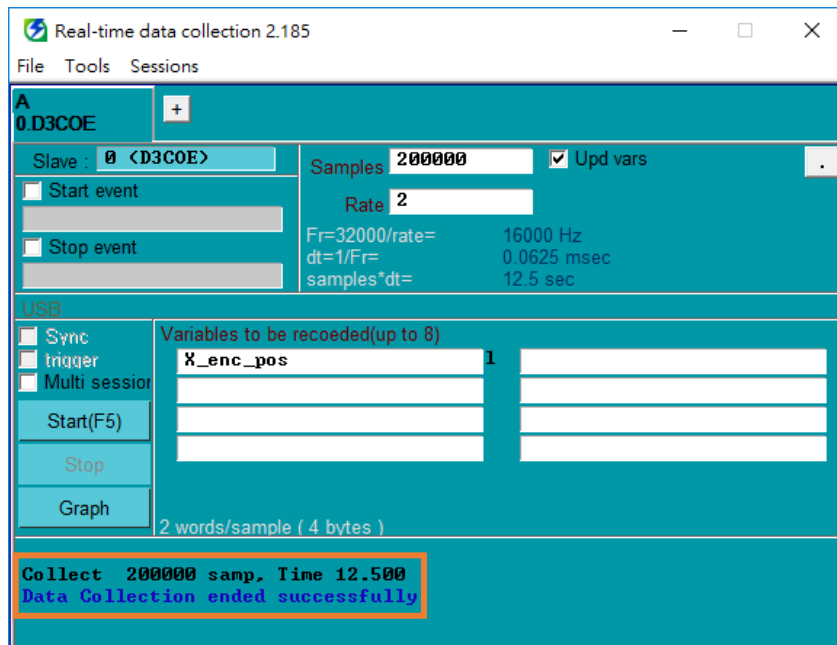 Real-time data collection 2.185
File Tools Sessions
A
0.D3COE
+
Slave : 0 (D3COE)
Samples 200000
Upd vars
.
Start event
Rate 2
Stop event
Fr=32000/rate= 16000 Hz
dt=1/Fr= 0.0625 msec
samples*dt= 12.5 sec
USB
Sync
trigger
Multi session
Variables to be recoeded(up to 8)
X_enc_pos l
Start(F5)
Stop
Graph
2 words/sample ( 4 bytes )
Collect 200000 samp, Time 12.500
Data Collection ended successfully